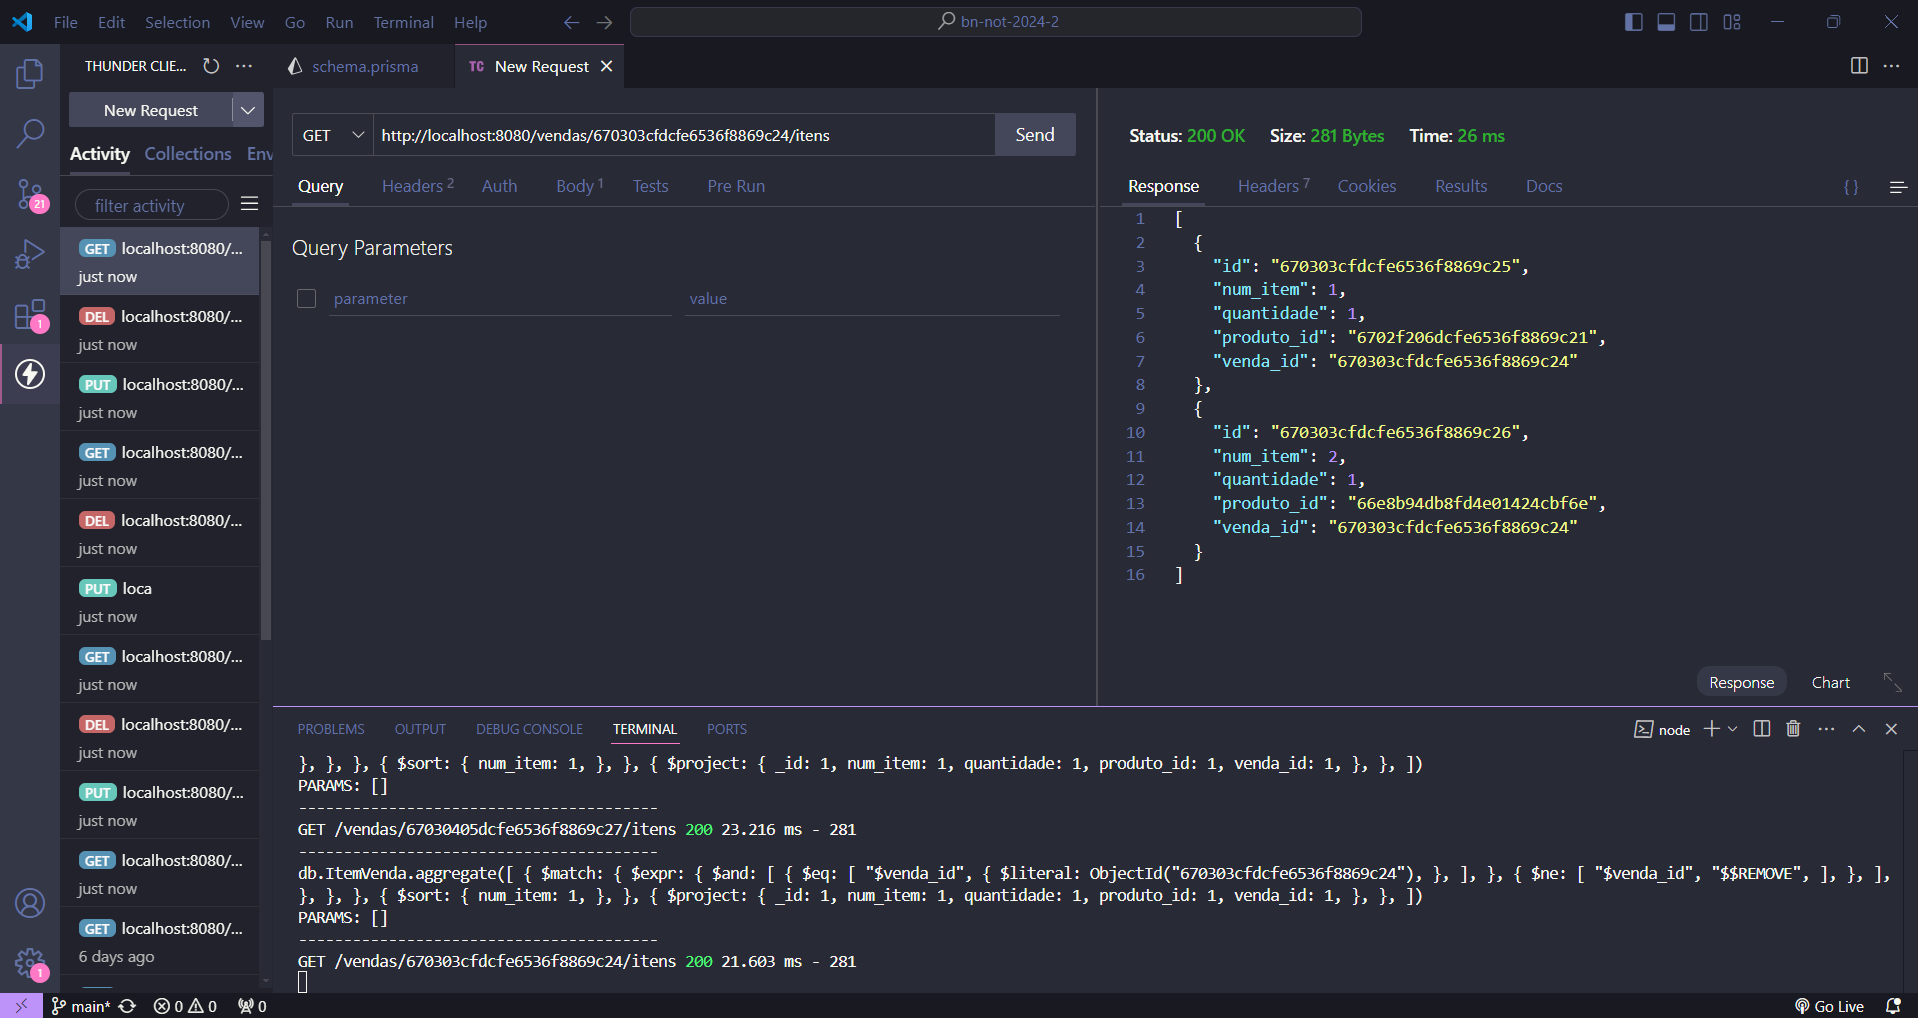 File Edit Selection View Go Run Terminal Help
bn-not-2024-2
THUNDER CLIE... ···
schema.prisma
TC New Request
New Request
Activity Collections Env
filter activity
GET localhost:8080/...
just now
DEL localhost:8080/...
just now
PUT localhost:8080/...
just now
GET localhost:8080/...
just now
DEL localhost:8080/...
just now
PUT loca
just now
GET localhost:8080/...
just now
DEL localhost:8080/...
just now
PUT localhost:8080/...
just now
GET localhost:8080/...
just now
GET localhost:8080/...
6 days ago
21
1
1
GET http://localhost:8080/vendas/670303cfdcfe6536f8869c24/itens Send
Query Headers 2 Auth Body 1 Tests Pre Run
Query Parameters
parameter value
Status: 200 OK Size: 281 Bytes Time: 26 ms
Response Headers 7 Cookies Results Docs { }
1 [
2 {
3 "id": "670303cfdcfe6536f8869c25",
4 "num_item": 1,
5 "quantidade": 1,
6 "produto_id": "6702f206dcfe6536f8869c21",
7 "venda_id": "670303cfdcfe6536f8869c24"
8 },
9 {
10 "id": "670303cfdcfe6536f8869c26",
11 "num_item": 2,
12 "quantidade": 1,
13 "produto_id": "66e8b94db8fd4e01424cbf6e",
14 "venda_id": "670303cfdcfe6536f8869c24"
15 }
16 ]
Response Chart
PROBLEMS OUTPUT DEBUG CONSOLE TERMINAL PORTS
node
}, }, }, { $sort: { num_item: 1, }, }, { $project: { _id: 1, num_item: 1, quantidade: 1, produto_id: 1, venda_id: 1, }, }, ])
PARAMS: []
----------------------------------------
GET /vendas/67030405dcfe6536f8869c27/itens 200 23.216 ms - 281
----------------------------------------
db.ItemVenda.aggregate([ { $match: { $expr: { $and: [ { $eq: [ "$venda_id", { $literal: ObjectId("670303cfdcfe6536f8869c24"), }, ], }, { $ne: [ "$venda_id", "$$REMOVE", ], }, ],
}, }, }, { $sort: { num_item: 1, }, }, { $project: { _id: 1, num_item: 1, quantidade: 1, produto_id: 1, venda_id: 1, }, }, ])
PARAMS: []
----------------------------------------
GET /vendas/670303cfdcfe6536f8869c24/itens 200 21.603 ms - 281
main* 0 0 0
Go Live